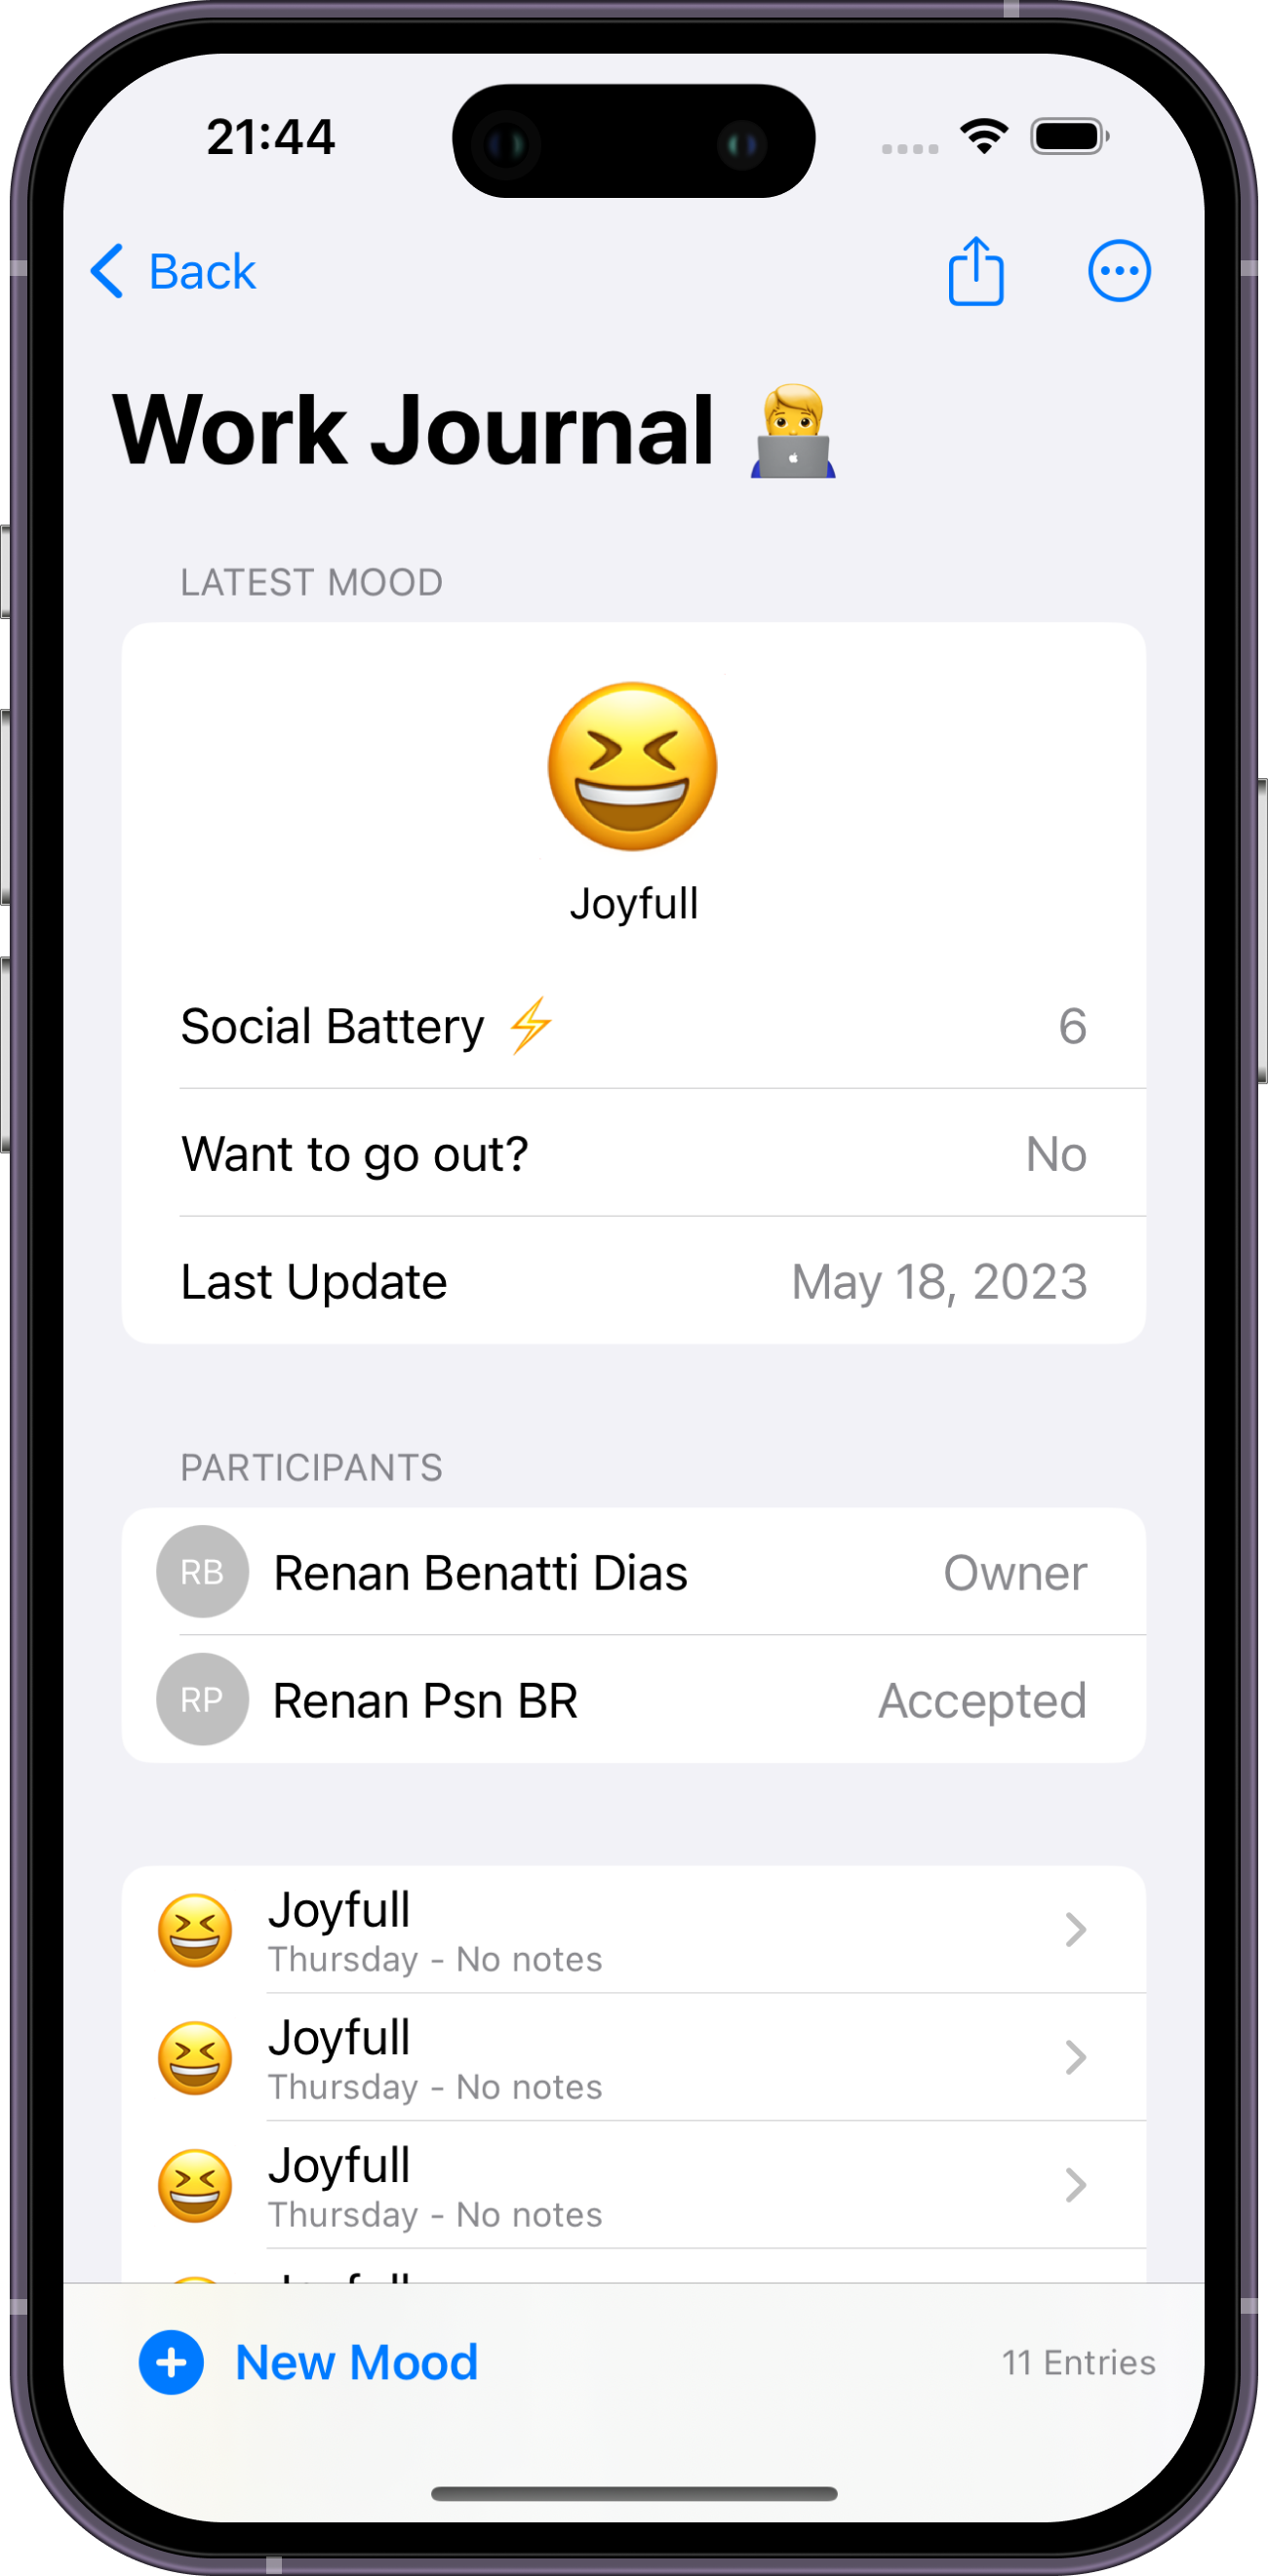 21:44
Back
Work Journal 👨‍💻
LATEST MOOD
Joyfull
Social Battery ⚡ 6
Want to go out? No
Last Update May 18, 2023
PARTICIPANTS
RB Renan Benatti Dias Owner
RP Renan Psn BR Accepted
Joyfull
Thursday - No notes
Joyfull
Thursday - No notes
Joyfull
Thursday - No notes
New Mood 11 Entries